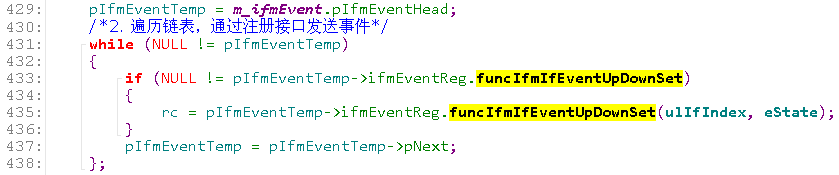 429: pIfmEventTemp = m_ifmEvent.pIfmEventHead;
430: /*2. 遍历链表，通过注册接口发送事件*/
431: while (NULL != pIfmEventTemp)
432: {
433: if (NULL != pIfmEventTemp->ifmEventReg.funcIfmIfEventUpDownSet)
434: {
435: rc = pIfmEventTemp->ifmEventReg.funcIfmIfEventUpDownSet(ulIfIndex, eState);
436: }
437: pIfmEventTemp = pIfmEventTemp->pNext;
438: };